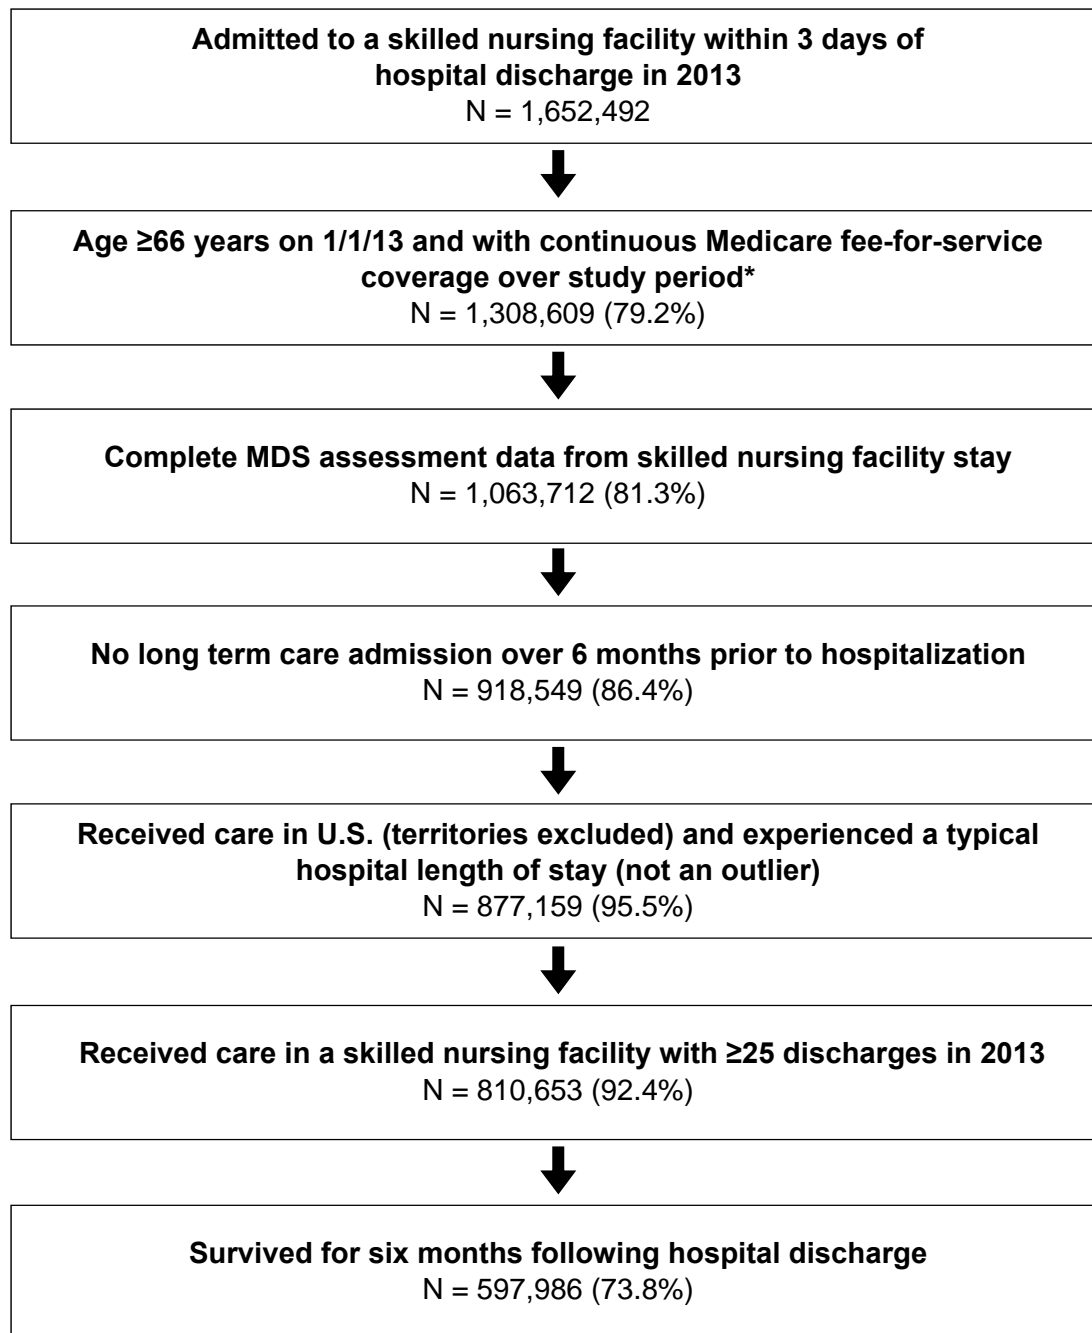 Admitted to a skilled nursing facility within 3 days of
hospital discharge in 2013
N = 1,652,492
Age ≥66 years on 1/1/13 and with continuous Medicare fee-for-service
coverage over study period*
N = 1,308,609 (79.2%)
Complete MDS assessment data from skilled nursing facility stay
N = 1,063,712 (81.3%)
No long term care admission over 6 months prior to hospitalization
N = 918,549 (86.4%)
Received care in U.S. (territories excluded) and experienced a typical
hospital length of stay (not an outlier)
N = 877,159 (95.5%)
Received care in a skilled nursing facility with ≥25 discharges in 2013
N = 810,653 (92.4%)
Survived for six months following hospital discharge
N = 597,986 (73.8%)